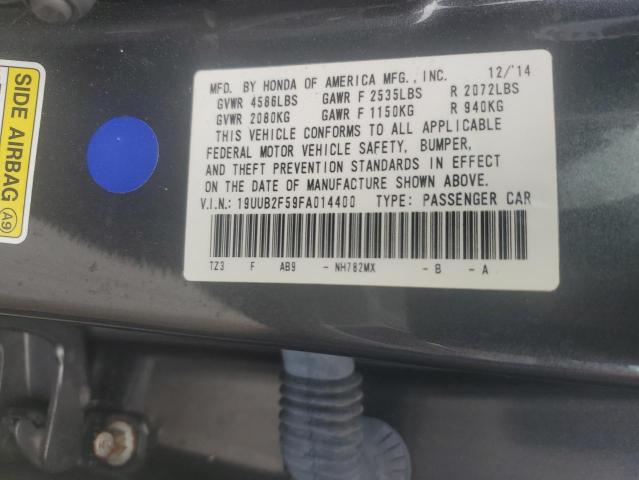 SIDE AIRBAG A9
MFD. BY HONDA OF AMERICA MFG., INC. 12/'14
GVWR 4586LBS GAWR F 2535LBS R 2072LBS
GVWR 2080KG GAWR F 1150KG R 940KG
THIS VEHICLE CONFORMS TO ALL APPLICABLE
FEDERAL MOTOR VEHICLE SAFETY, BUMPER,
AND THEFT PREVENTION STANDARDS IN EFFECT
ON THE DATE OF MANUFACTURE SHOWN ABOVE.
V.I.N.: 19UUB2F59FA014400 TYPE: PASSENGER CAR
TZ3 F AB9 -NH782MX -B -A